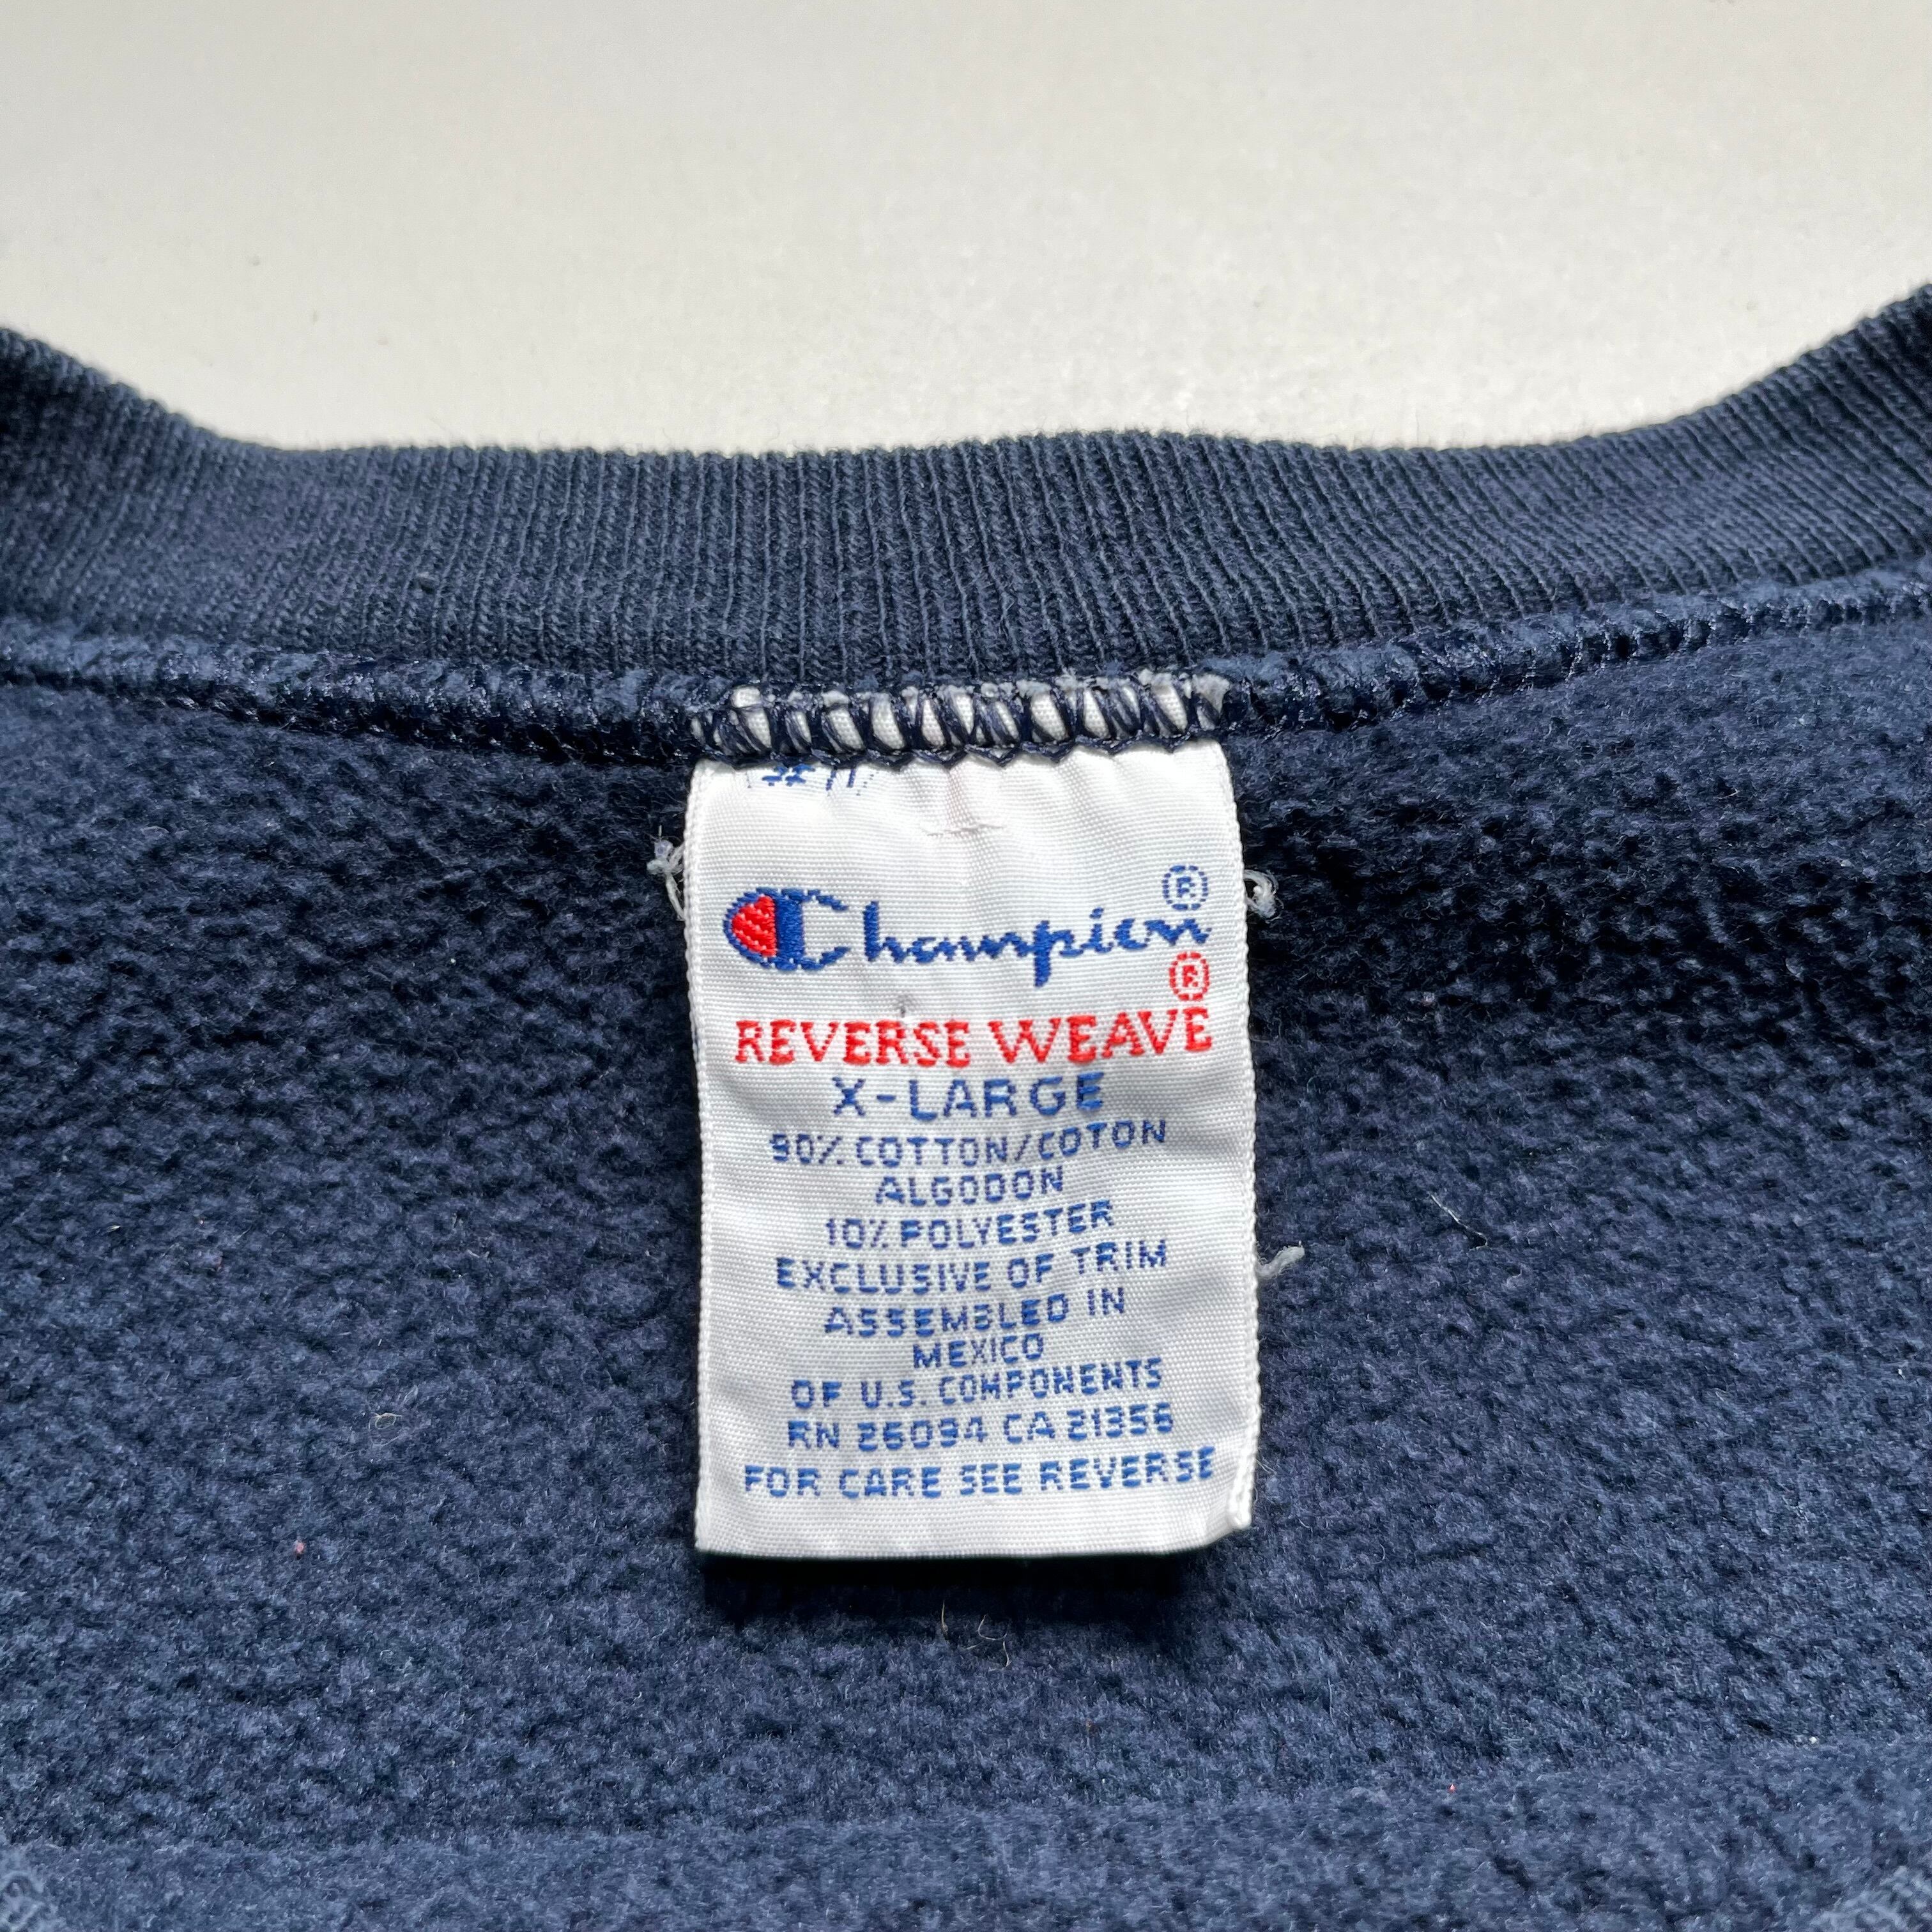 Champion®
REVERSE WEAVE®
X-LARGE
90% COTTON/COTON
ALGODON
10% POLYESTER
EXCLUSIVE OF TRIM
ASSEMBLED IN
MEXICO
OF U.S. COMPONENTS
RN 26094 CA 21356
FOR CARE SEE REVERSE